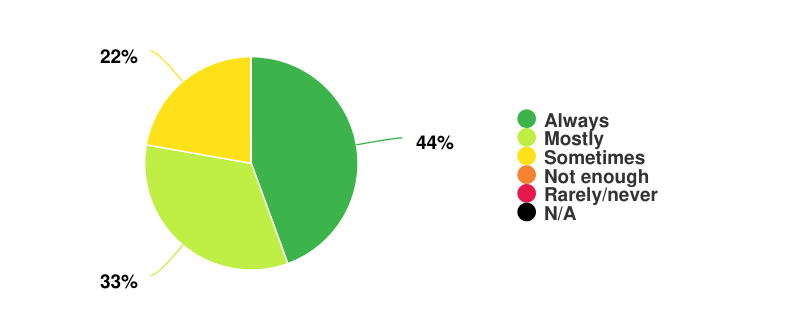 22%
44%
33%
Always
Mostly
Sometimes
Not enough
Rarely/never
N/A